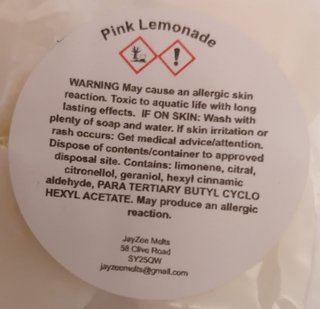 Pink Lemonade
WARNING May cause an allergic skin
reaction. Toxic to aquatic life with long
lasting effects. IF ON SKIN: Wash with
plenty of soap and water. If skin irritation or
rash occurs: Get medical advice/attention.
Dispose of contents/container to approved
disposal site. Contains: limonene, citral,
citronellol, geraniol, hexyl cinnamic
aldehyde, PARA TERTIARY BUTYL CYCLO
HEXYL ACETATE. May produce an allergic
reaction.
JayZee Melts
58 Clive Road
SY25QW
jayzeemelts@gmail.com